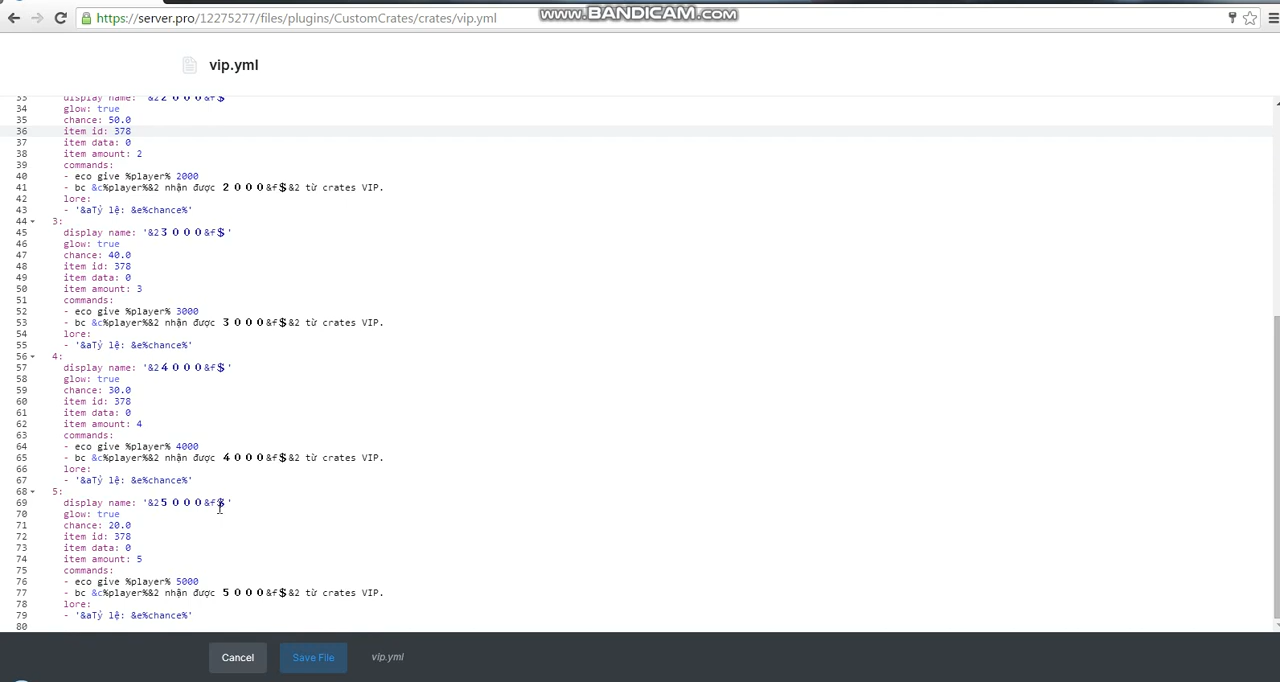 https://server.pro/12275277/files/plugins/CustomCrates/crates/vip.yml
www.BANDICAM.com
vip.yml
33 display name: '&22000&f$'
34 glow: true
35 chance: 50.0
36 item id: 378
37 item data: 0
38 item amount: 2
39 commands:
40 - eco give %player% 2000
41 - bc &c%player%&2 nhận được 2000&f$&2 từ crates VIP.
42 lore:
43 - '&aTỷ lệ: &e%chance%'
44 3:
45 display name: '&23000&f$'
46 glow: true
47 chance: 40.0
48 item id: 378
49 item data: 0
50 item amount: 3
51 commands:
52 - eco give %player% 3000
53 - bc &c%player%&2 nhận được 3000&f$&2 từ crates VIP.
54 lore:
55 - '&aTỷ lệ: &e%chance%'
56 4:
57 display name: '&24000&f$'
58 glow: true
59 chance: 30.0
60 item id: 378
61 item data: 0
62 item amount: 4
63 commands:
64 - eco give %player% 4000
65 - bc &c%player%&2 nhận được 4000&f$&2 từ crates VIP.
66 lore:
67 - '&aTỷ lệ: &e%chance%'
68 5:
69 display name: '&25000&f$'
70 glow: true
71 chance: 20.0
72 item id: 378
73 item data: 0
74 item amount: 5
75 commands:
76 - eco give %player% 5000
77 - bc &c%player%&2 nhận được 5000&f$&2 từ crates VIP.
78 lore:
79 - '&aTỷ lệ: &e%chance%'
80
Cancel Save File vip.yml